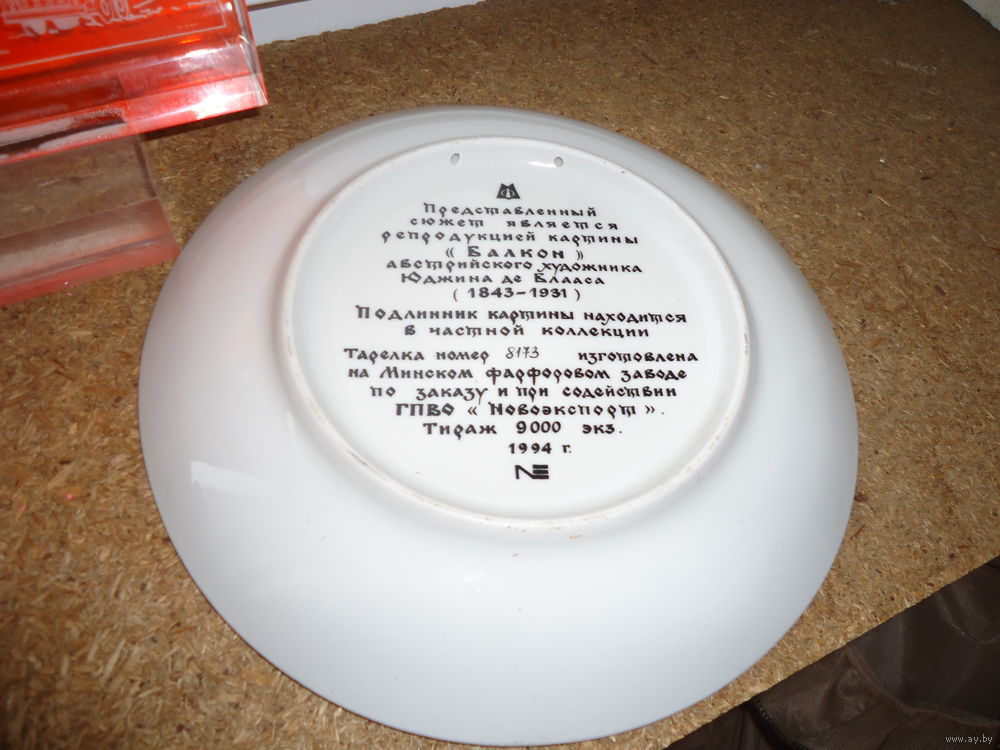 Представленный
сюжет является
репродукцией картины
« Балкон »
австрийского художника
Юджина де Блааса
( 1843-1931 )
Подлинник картины находится
в частной коллекции
Тарелка номер 8173 изготовлена
на Минском фарфоровом заводе
по заказу и при содействии
ГПВО « Новоэкспорт ».
Тираж 9000 экз.
1994 г.
NE
www.ay.by